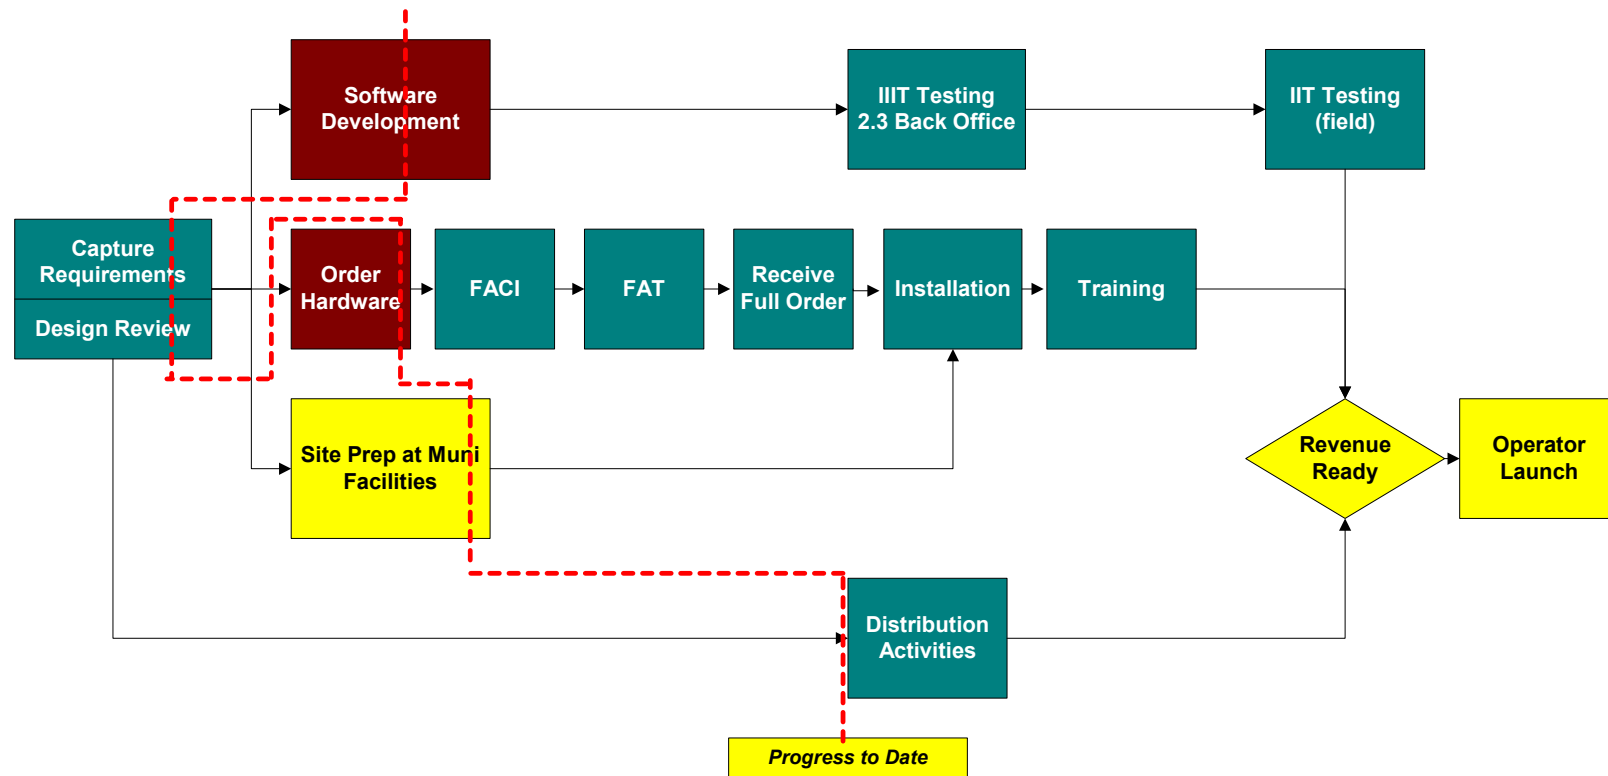 Software
Development
IIIT Testing
2.3 Back Office
IIT Testing
(field)
Capture
Requirements
Design Review
Order
Hardware
FACI
FAT
Receive
Full Order
Installation
Training
Site Prep at Muni
Facilities
Revenue
Ready
Operator
Launch
Distribution
Activities
Progress to Date